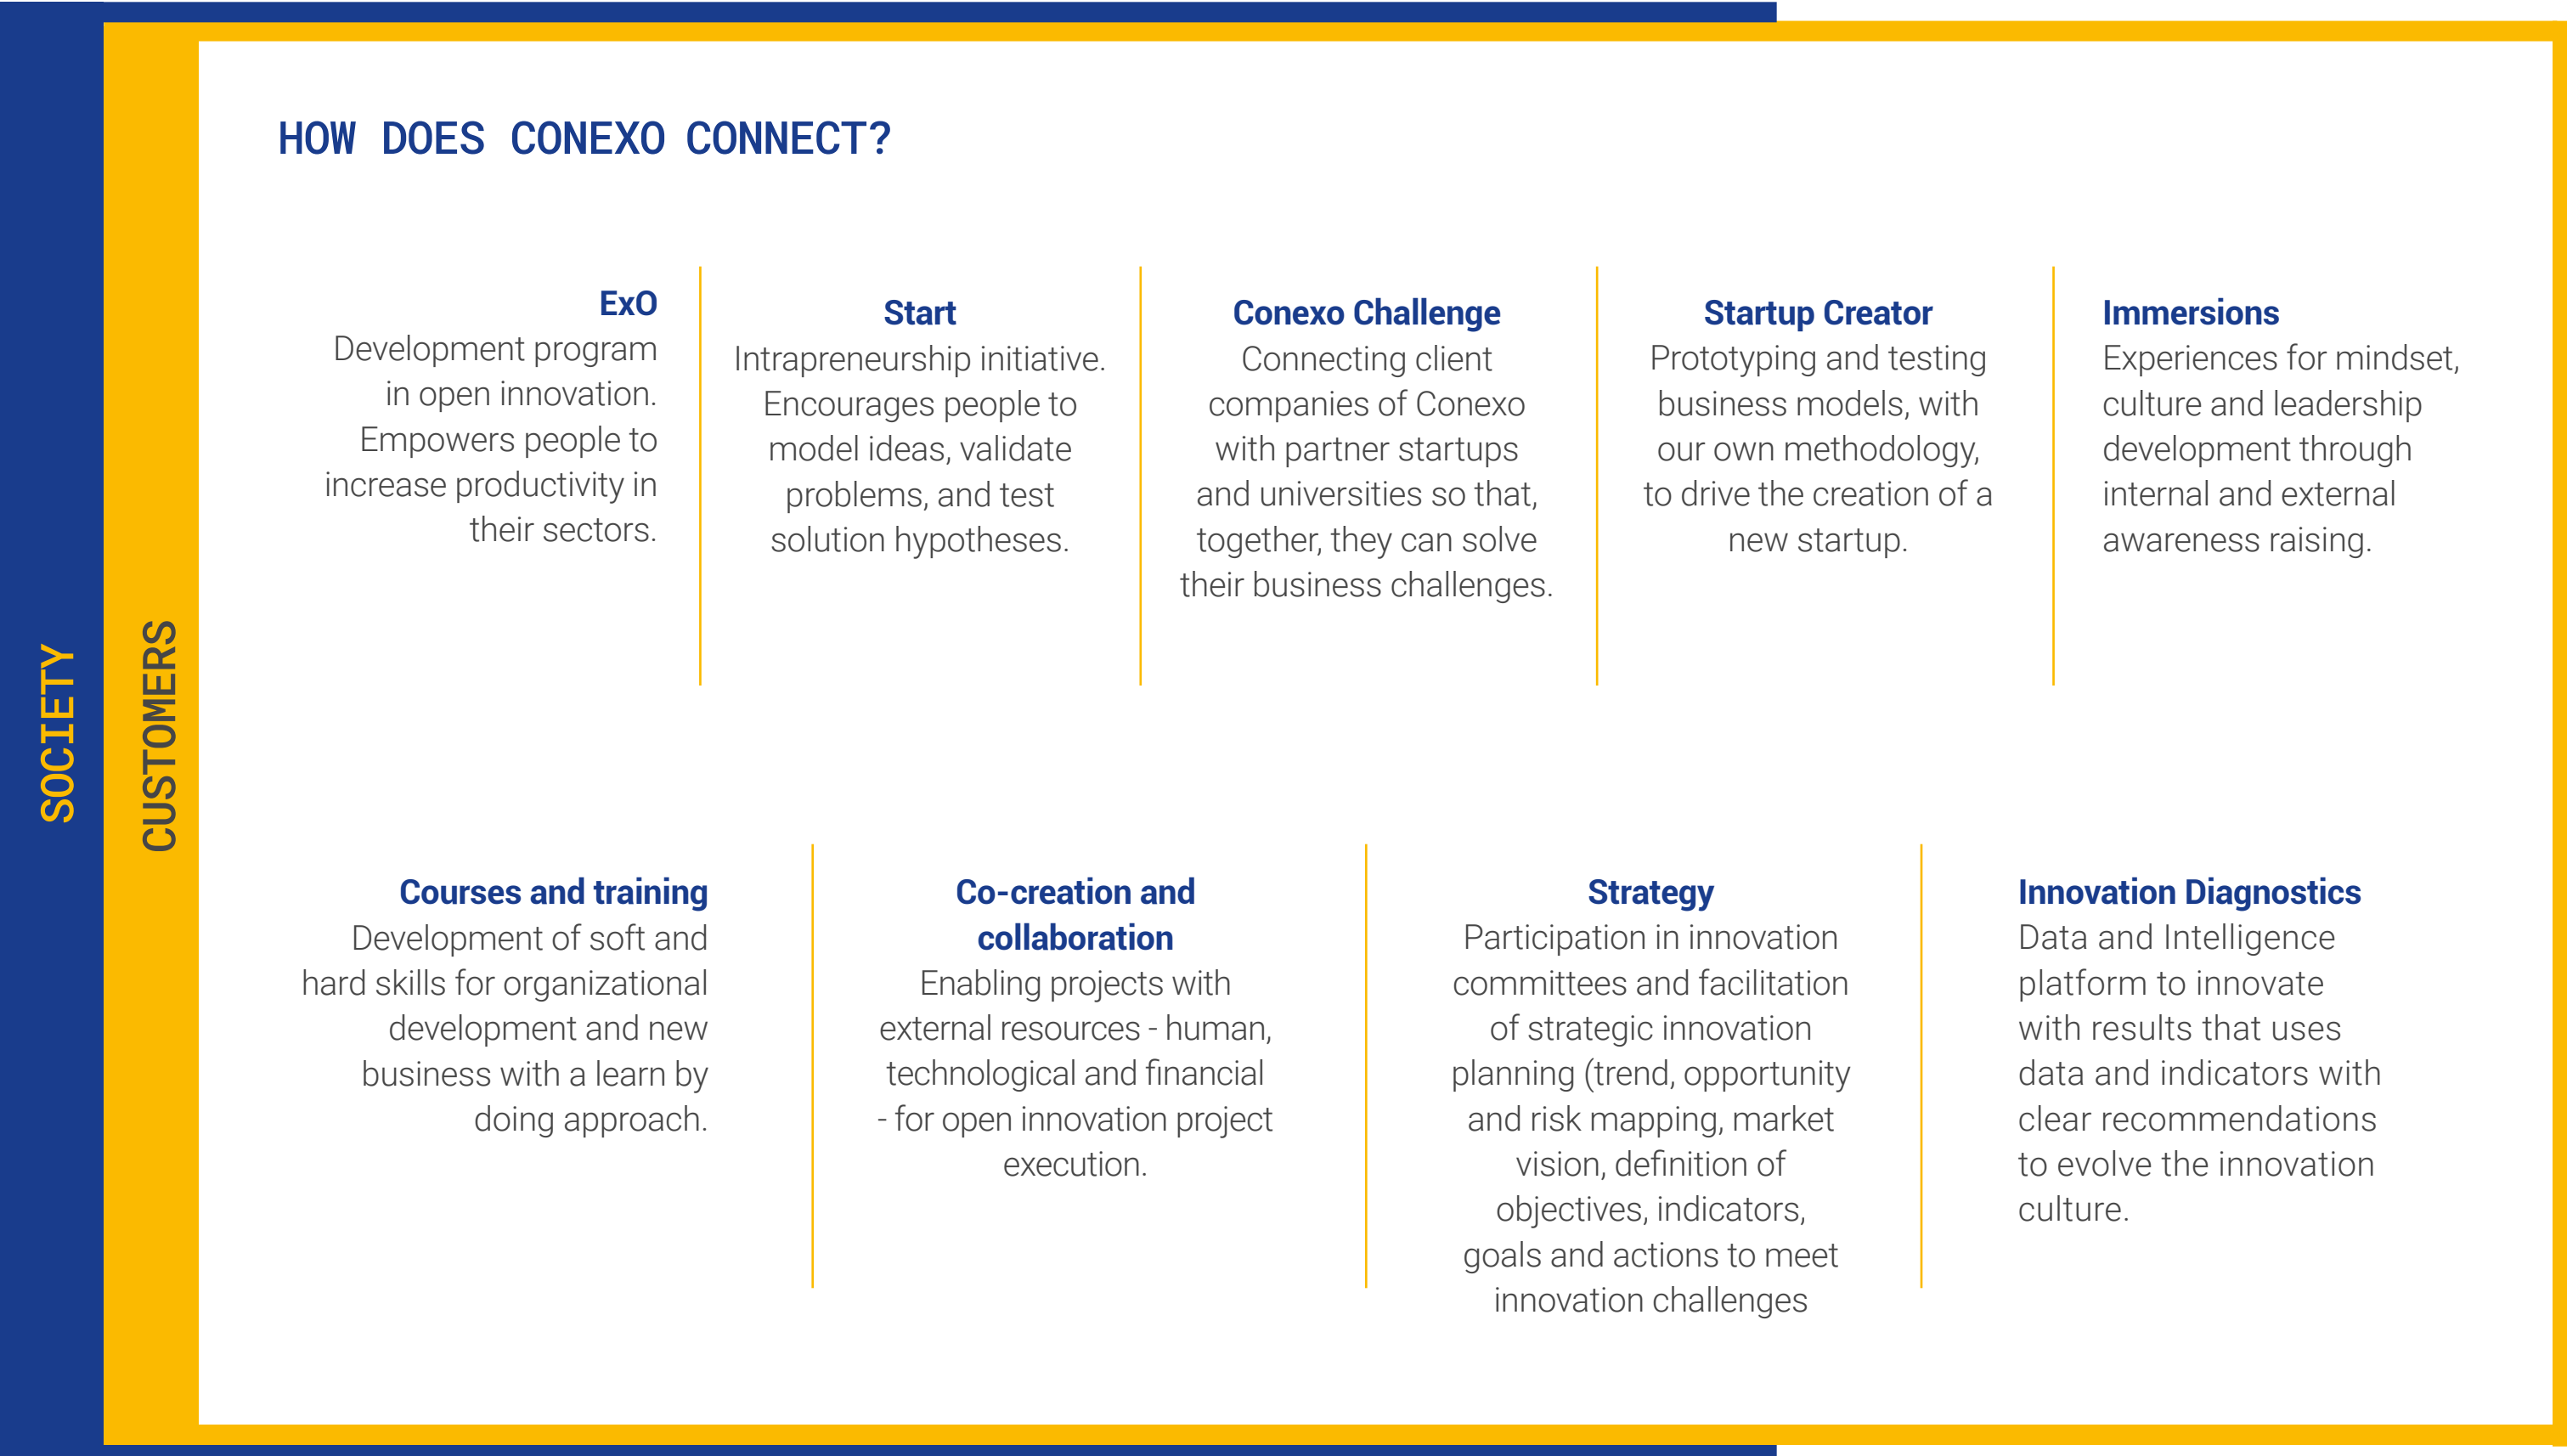 HOW DOES CONEXO CONNECT?
ExO
Development program
in open innovation.
Empowers people to
increase productivity in
their sectors.
Start
Intrapreneurship initiative.
Encourages people to
model ideas, validate
problems, and test
solution hypotheses.
Conexo Challenge
Connecting client
companies of Conexo
with partner startups
and universities so that,
together, they can solve
their business challenges.
Startup Creator
Prototyping and testing
business models, with
our own methodology,
to drive the creation of a
new startup.
Immersions
Experiences for mindset,
culture and leadership
development through
internal and external
awareness raising.
SOCIETY
CUSTOMERS
Courses and training
Development of soft and
hard skills for organizational
development and new
business with a learn by
doing approach.
Co-creation and
collaboration
Enabling projects with
external resources - human,
technological and financial
- for open innovation project
execution.
Strategy
Participation in innovation
committees and facilitation
of strategic innovation
planning (trend, opportunity
and risk mapping, market
vision, definition of
objectives, indicators,
goals and actions to meet
innovation challenges
Innovation Diagnostics
Data and Intelligence
platform to innovate
with results that uses
data and indicators with
clear recommendations
to evolve the innovation
culture.